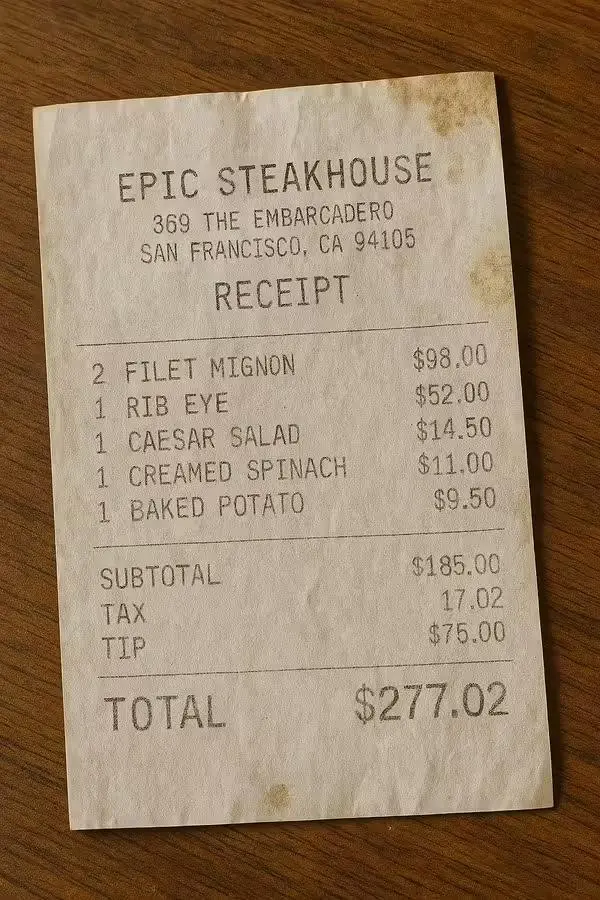 EPIC STEAKHOUSE
369 THE EMBARCADERO
SAN FRANCISCO, CA 94105
RECEIPT
2 FILET MIGNON $98.00
1 RIB EYE $52.00
1 CAESAR SALAD $14.50
1 CREAMED SPINACH $11.00
1 BAKED POTATO $9.50
SUBTOTAL $185.00
TAX 17.02
TIP $75.00
TOTAL $277.02